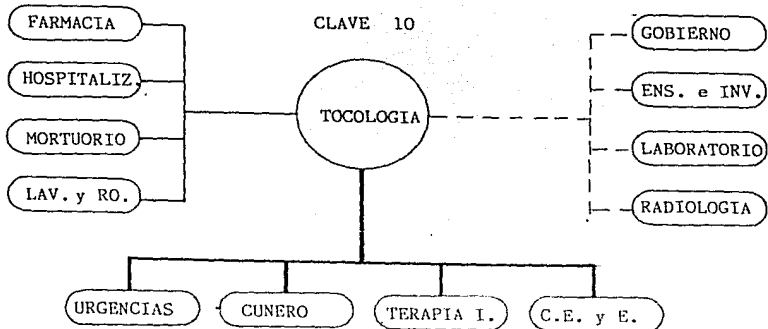 CLAVE 10
FARMACIA
HOSPITALIZ.
MORTUORIO
LAV. y RO.
TOCOLOGIA
GOBIERNO
ENS. e INV.
LABORATORIO
RADIOLOGIA
URGENCIAS
CUNERO
TERAPIA I.
C.E. y E.